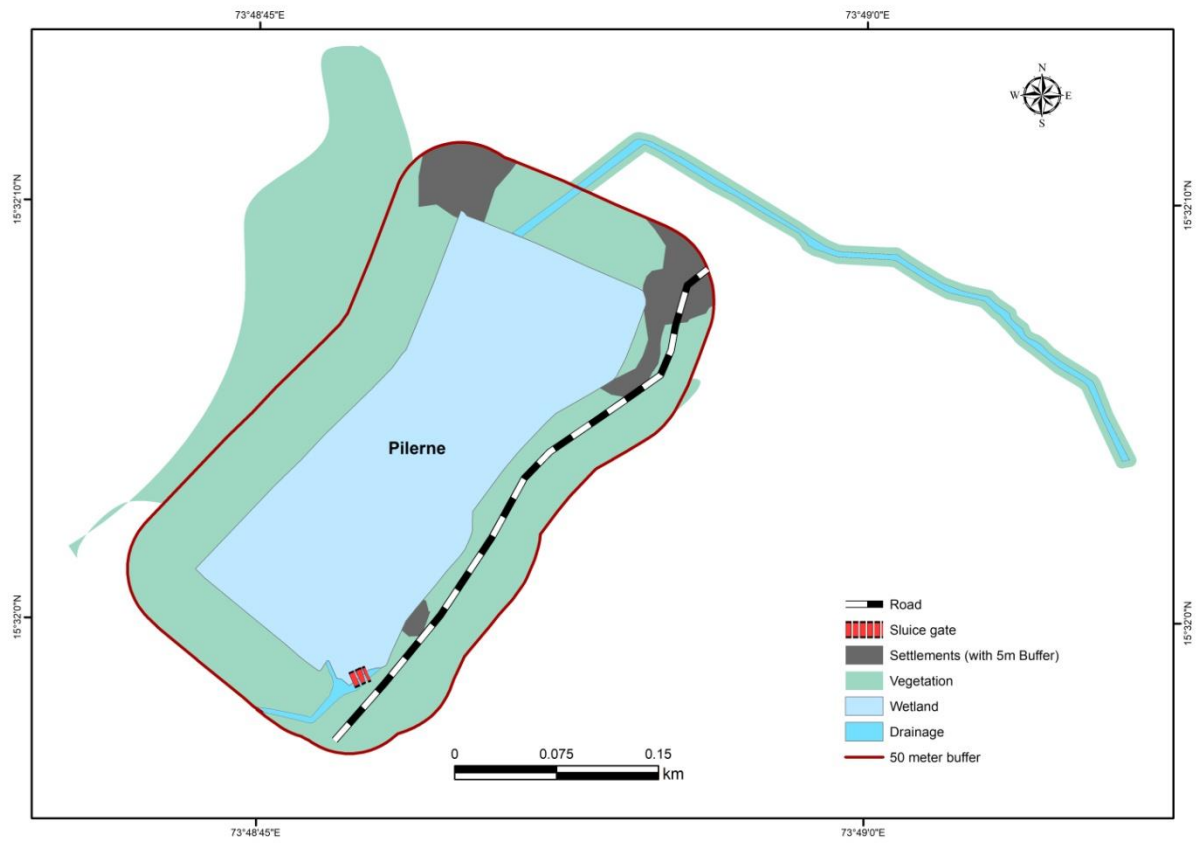 73°48'45"E
73°49'0"E
N
W
E
S
15°32'10"N
15°32'10"N
Pilerne
15°32'0"N
15°32'0"N
Road
Sluice gate
Settlements (with 5m Buffer)
Vegetation
Wetland
Drainage
50 meter buffer
0
0.075
0.15
km
73°48'45"E
73°49'0"E